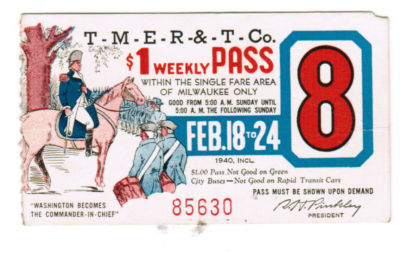 T-M-E-R-&-T-Co.
$1 WEEKLY PASS
WITHIN THE SINGLE FARE AREA
OF MILWAUKEE ONLY
GOOD FROM 5:00 A.M. SUNDAY UNTIL
5:00 A.M. THE FOLLOWING SUNDAY
FEB. 18 TO 24
8
1940, INCL.
$1.00 Pass Not Good on Green
City Buses—Not Good on Rapid Transit Cars
PASS MUST BE SHOWN UPON DEMAND
"WASHINGTON BECOMES
THE COMMANDER-IN-CHIEF"
85630
PRESIDENT